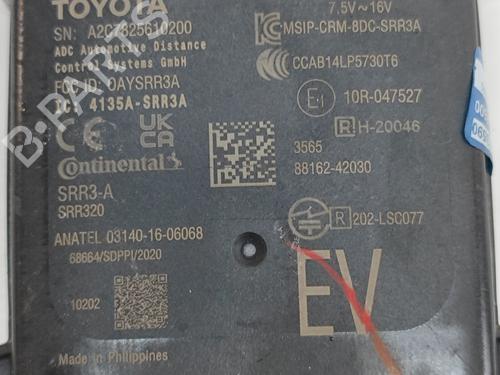 TOYOTA
SN: A2C7825610200
ADC Automotive Distance
Control Systems GmbH
FCC ID: OAYSRR3A
IC: 4135A-SRR3A
CE UK CA
Continental
SRR3-A
SRR320
ANATEL 03140-16-06068
68664/SDPPI/2020
10202
Made in Philippines
7.5V~16V
MSIP-CRM-8DC-SRR3A
CCAB14LP5730T6
E1 10R-047527
R H-20046
3565
88162-42030
R 202-LSC077
EV
B-PARTS